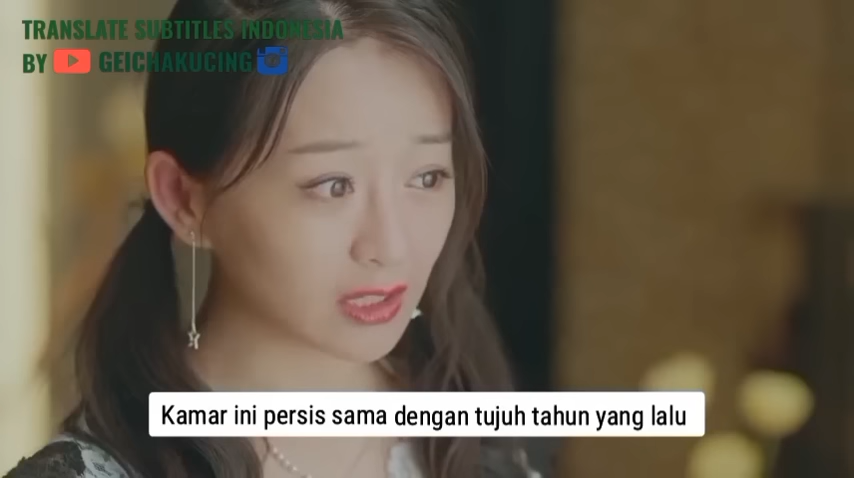 TRANSLATE SUBTITLES INDONESIA
BY GEICHAKUCING
Kamar ini persis sama dengan tujuh tahun yang lalu